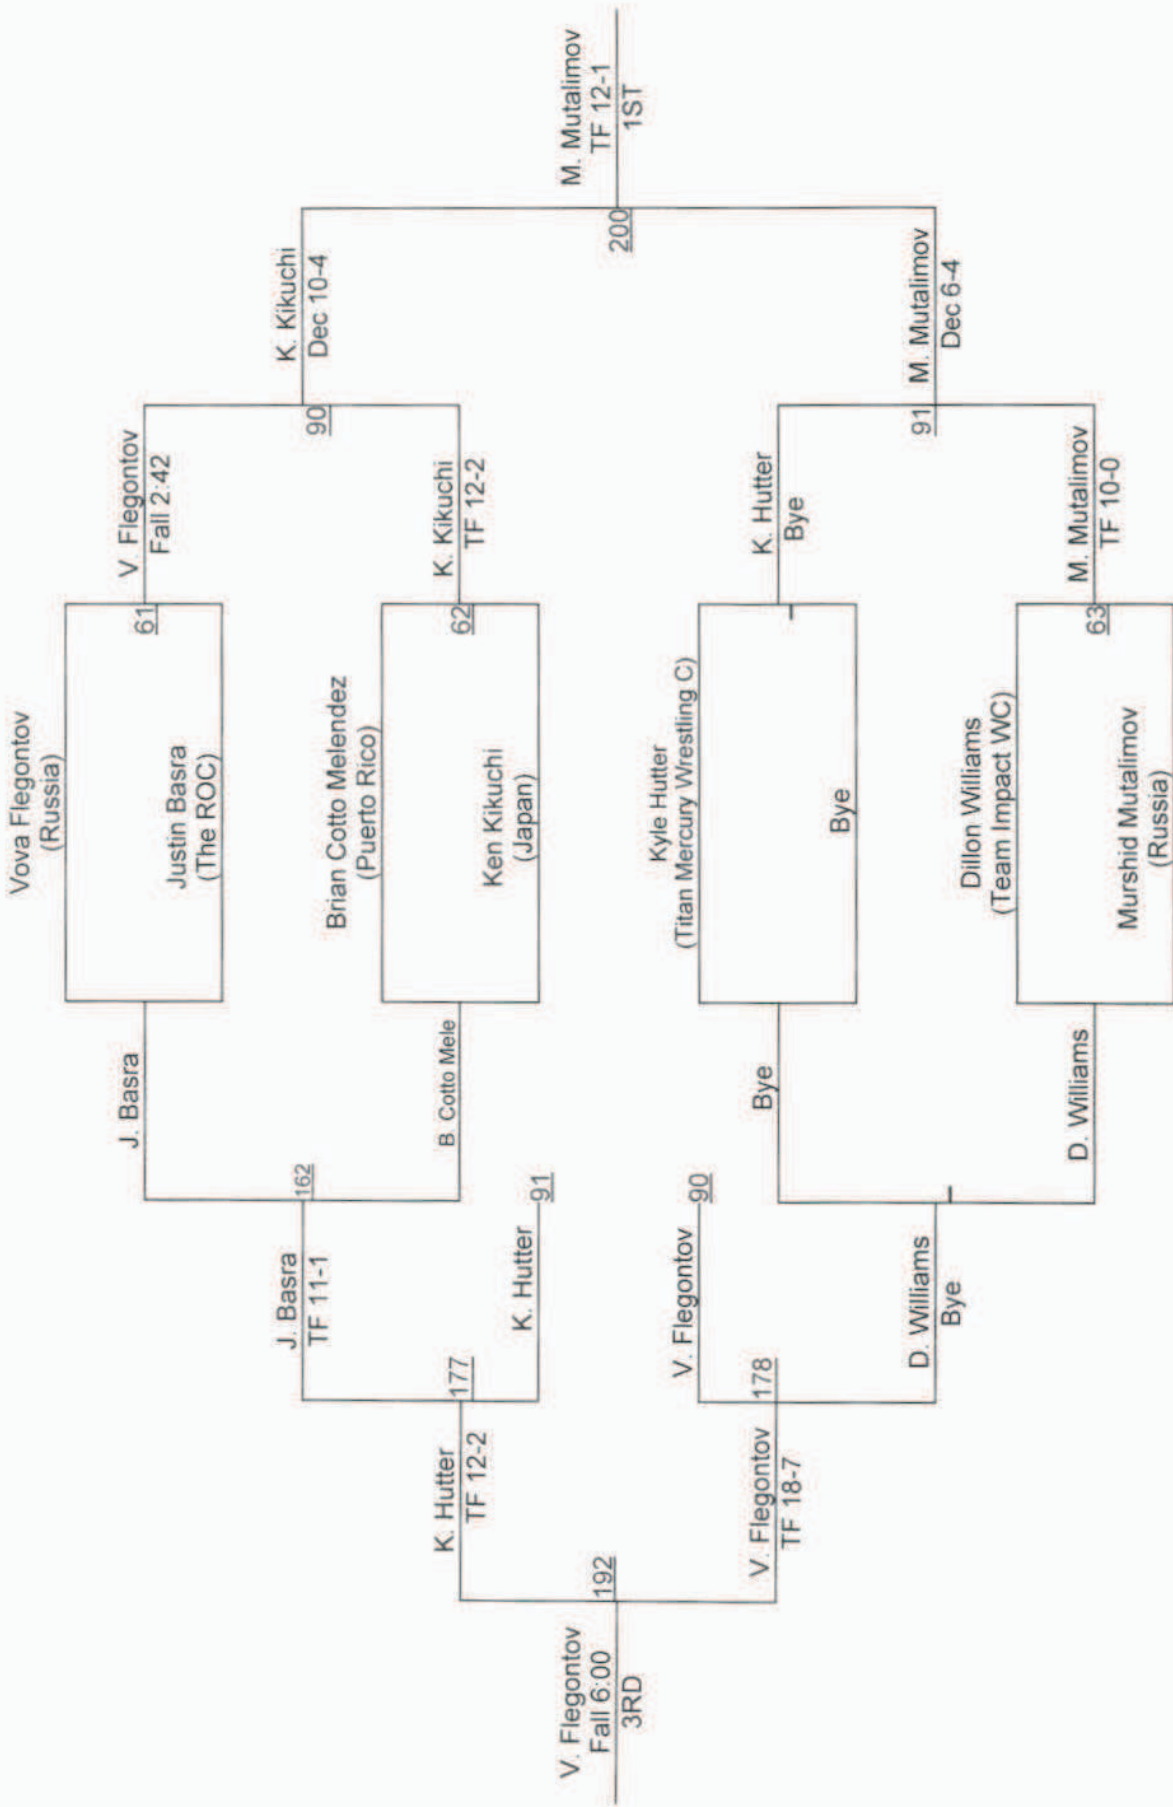 Vova Flegontov
(Russia)
Justin Basra
(The ROC)
61
V. Flegontov
Fall 2:42
Brian Cotto Melendez
(Puerto Rico)
Ken Kikuchi
(Japan)
62
K. Kikuchi
TF 12-2
90
K. Kikuchi
Dec 10-4
Kyle Hutter
(Titan Mercury Wrestling C)
Bye
K. Hutter
Bye
Dillon Williams
(Team Impact WC)
Murshid Mutalimov
(Russia)
63
M. Mutalimov
TF 10-0
91
M. Mutalimov
Dec 6-4
200
M. Mutalimov
TF 12-1
1ST
J. Basra
B. Cotto Mele
162
J. Basra
TF 11-1
K. Hutter
91
177
K. Hutter
TF 12-2
V. Flegontov
90
Bye
D. Williams
D. Williams
Bye
178
V. Flegontov
TF 18-7
192
V. Flegontov
Fall 6:00
3RD